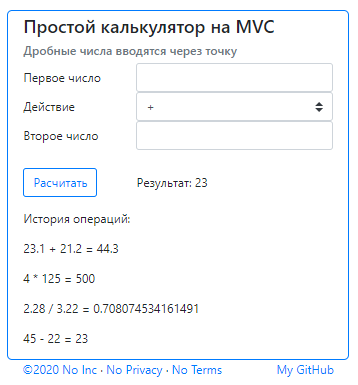 Простой калькулятор на MVC
Дробные числа вводятся через точку
Первое число
Действие +
Второе число
Расчитать Результат: 23
История операций:
23.1 + 21.2 = 44.3
4 * 125 = 500
2.28 / 3.22 = 0.708074534161491
45 - 22 = 23
©2020 No Inc · No Privacy · No Terms My GitHub